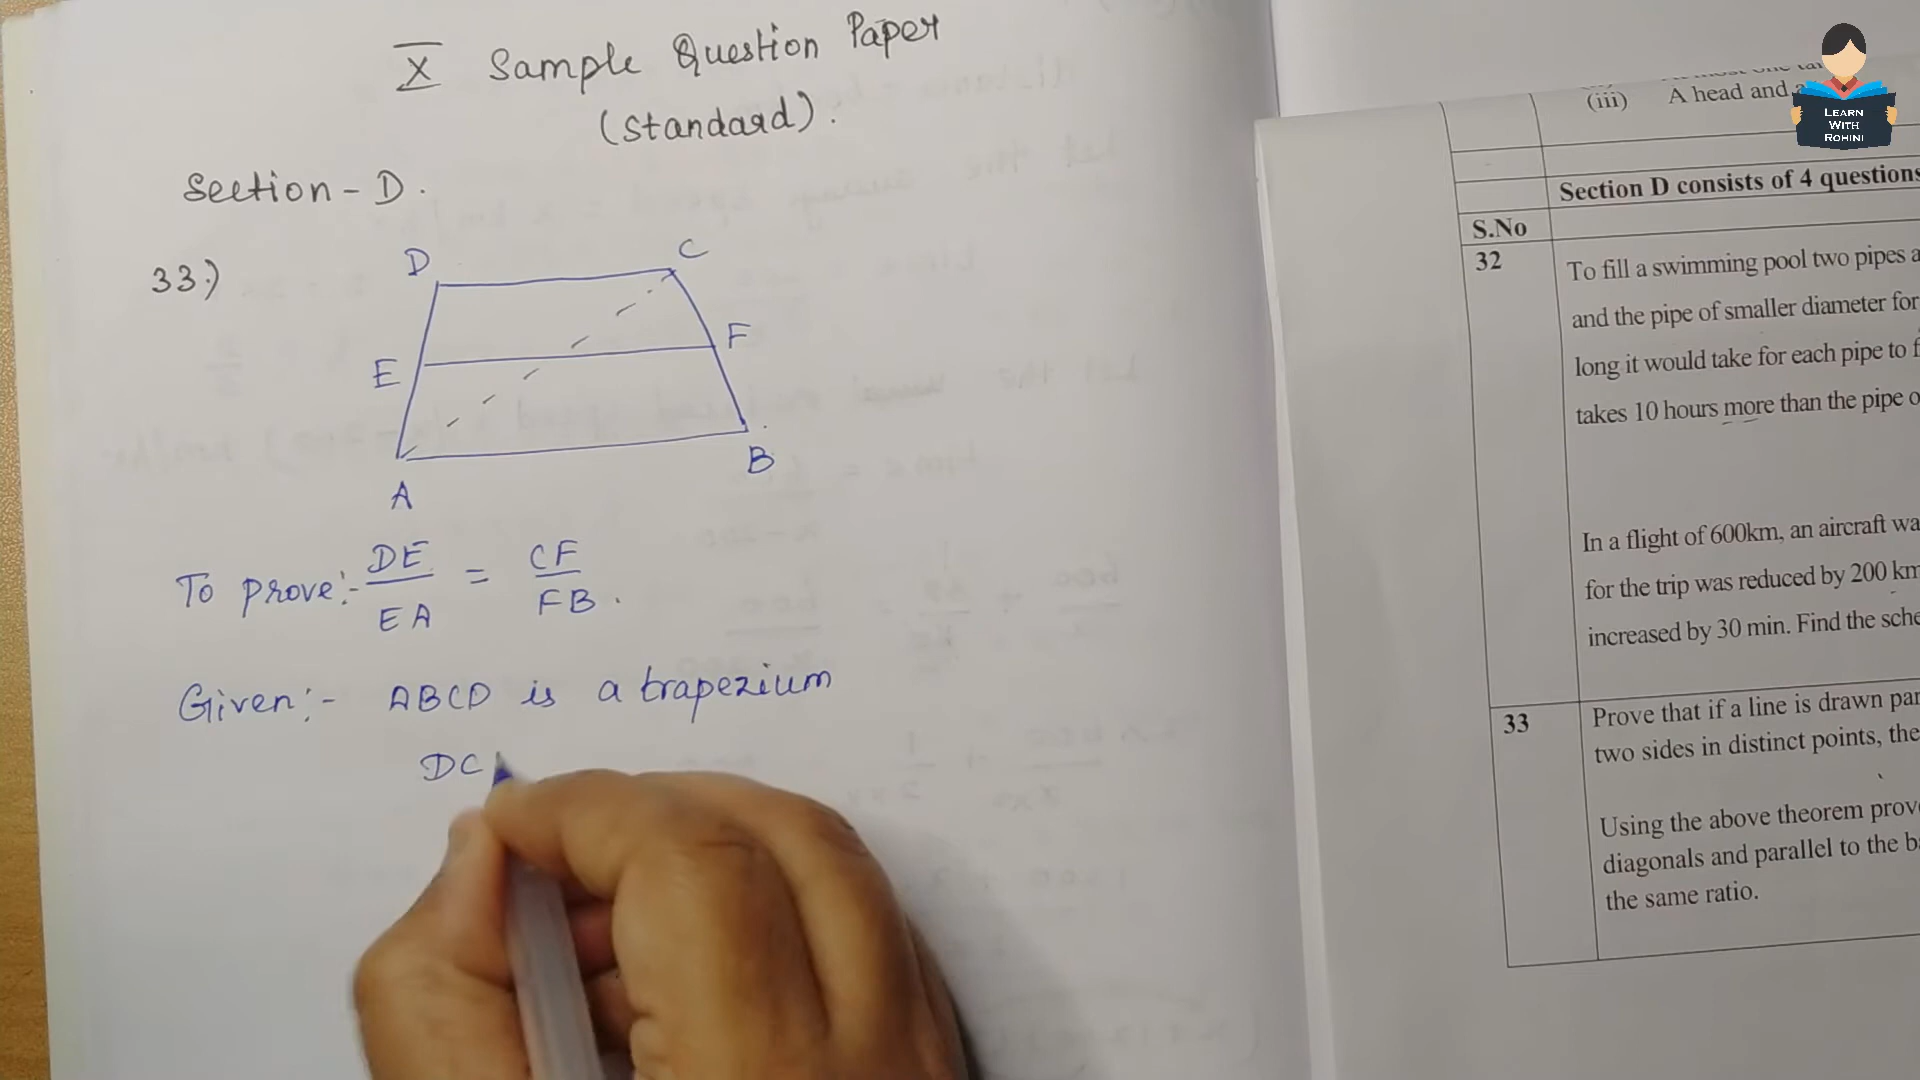 X Sample Question Paper
(Standard).
Section - D.
33.)
D
C
E
F
A
B
To prove:- DE/EA = CF/FB.
Given:- ABCD is a trapezium
DC
(iii) A head and a
LEARN
WITH
ROHINI
Section D consists of 4 questions
S.No
32
To fill a swimming pool two pipes a
and the pipe of smaller diameter for
long it would take for each pipe to f
takes 10 hours more than the pipe o
In a flight of 600km, an aircraft wa
for the trip was reduced by 200 km
increased by 30 min. Find the sche
33
Prove that if a line is drawn par
two sides in distinct points, the
Using the above theorem prov
diagonals and parallel to the b
the same ratio.